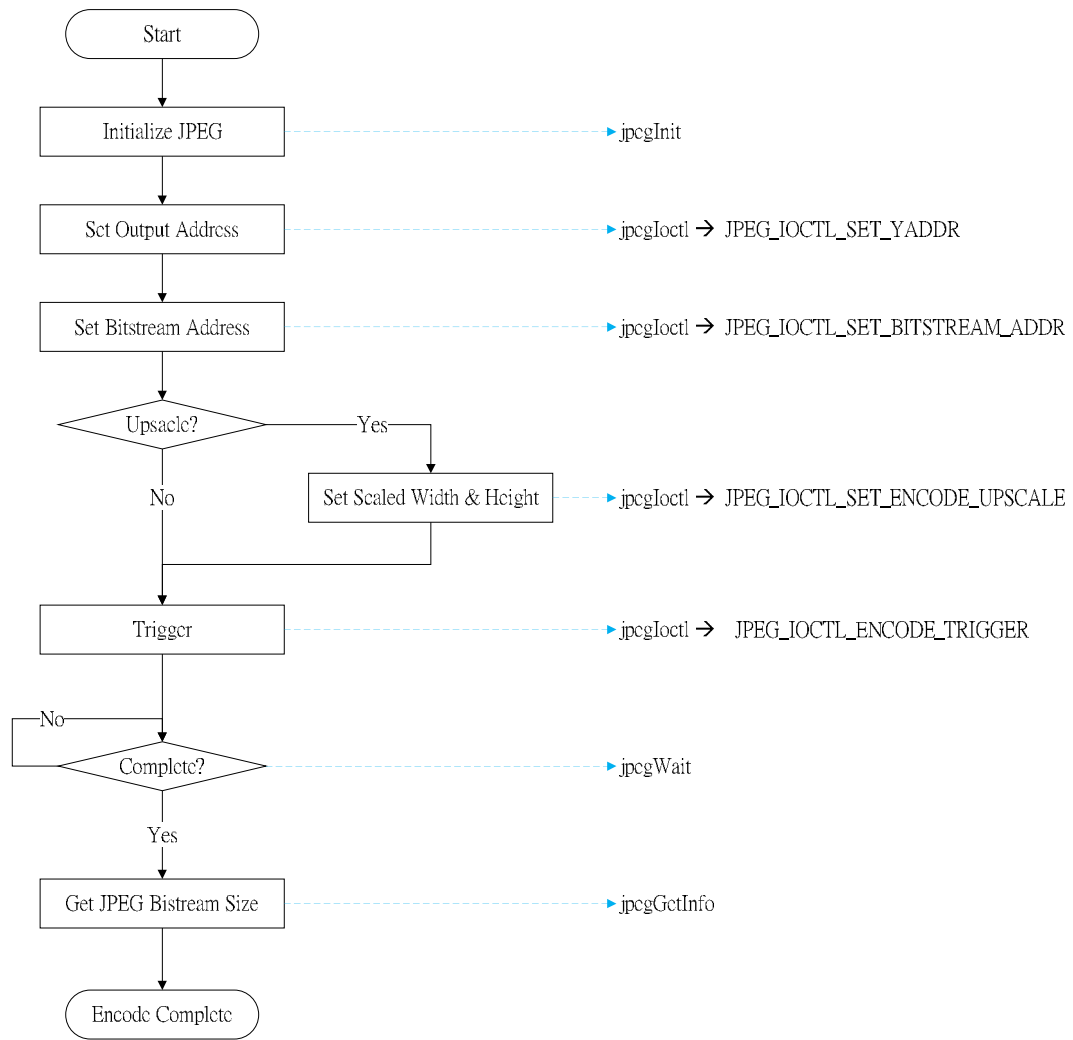 Start
Initialize JPEG
jpegInit
Set Output Address
jpegIoctl → JPEG_IOCTL_SET_YADDR
Set Bitstream Address
jpegIoctl → JPEG_IOCTL_SET_BITSTREAM_ADDR
Upsacle?
Yes
No
Set Scaled Width & Height
jpegIoctl → JPEG_IOCTL_SET_ENCODE_UPSCALE
Trigger
jpegIoctl → JPEG_IOCTL_ENCODE_TRIGGER
No
Complete?
jpegWait
Yes
Get JPEG Bistream Size
jpegGetInfo
Encode Complete